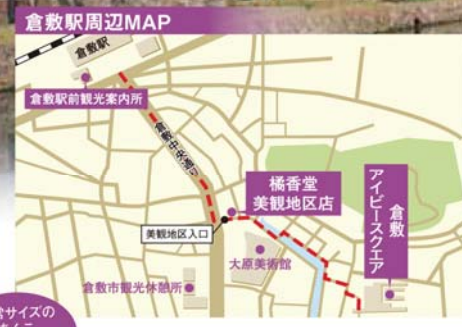 倉敷駅周辺MAP
倉敷駅
倉敷駅前観光案内所
倉敷中央通り
橘香堂
美観地区店
倉敷
アイビースクエア
美観地区入口
大原美術館
倉敷市観光休憩所
常サイズの